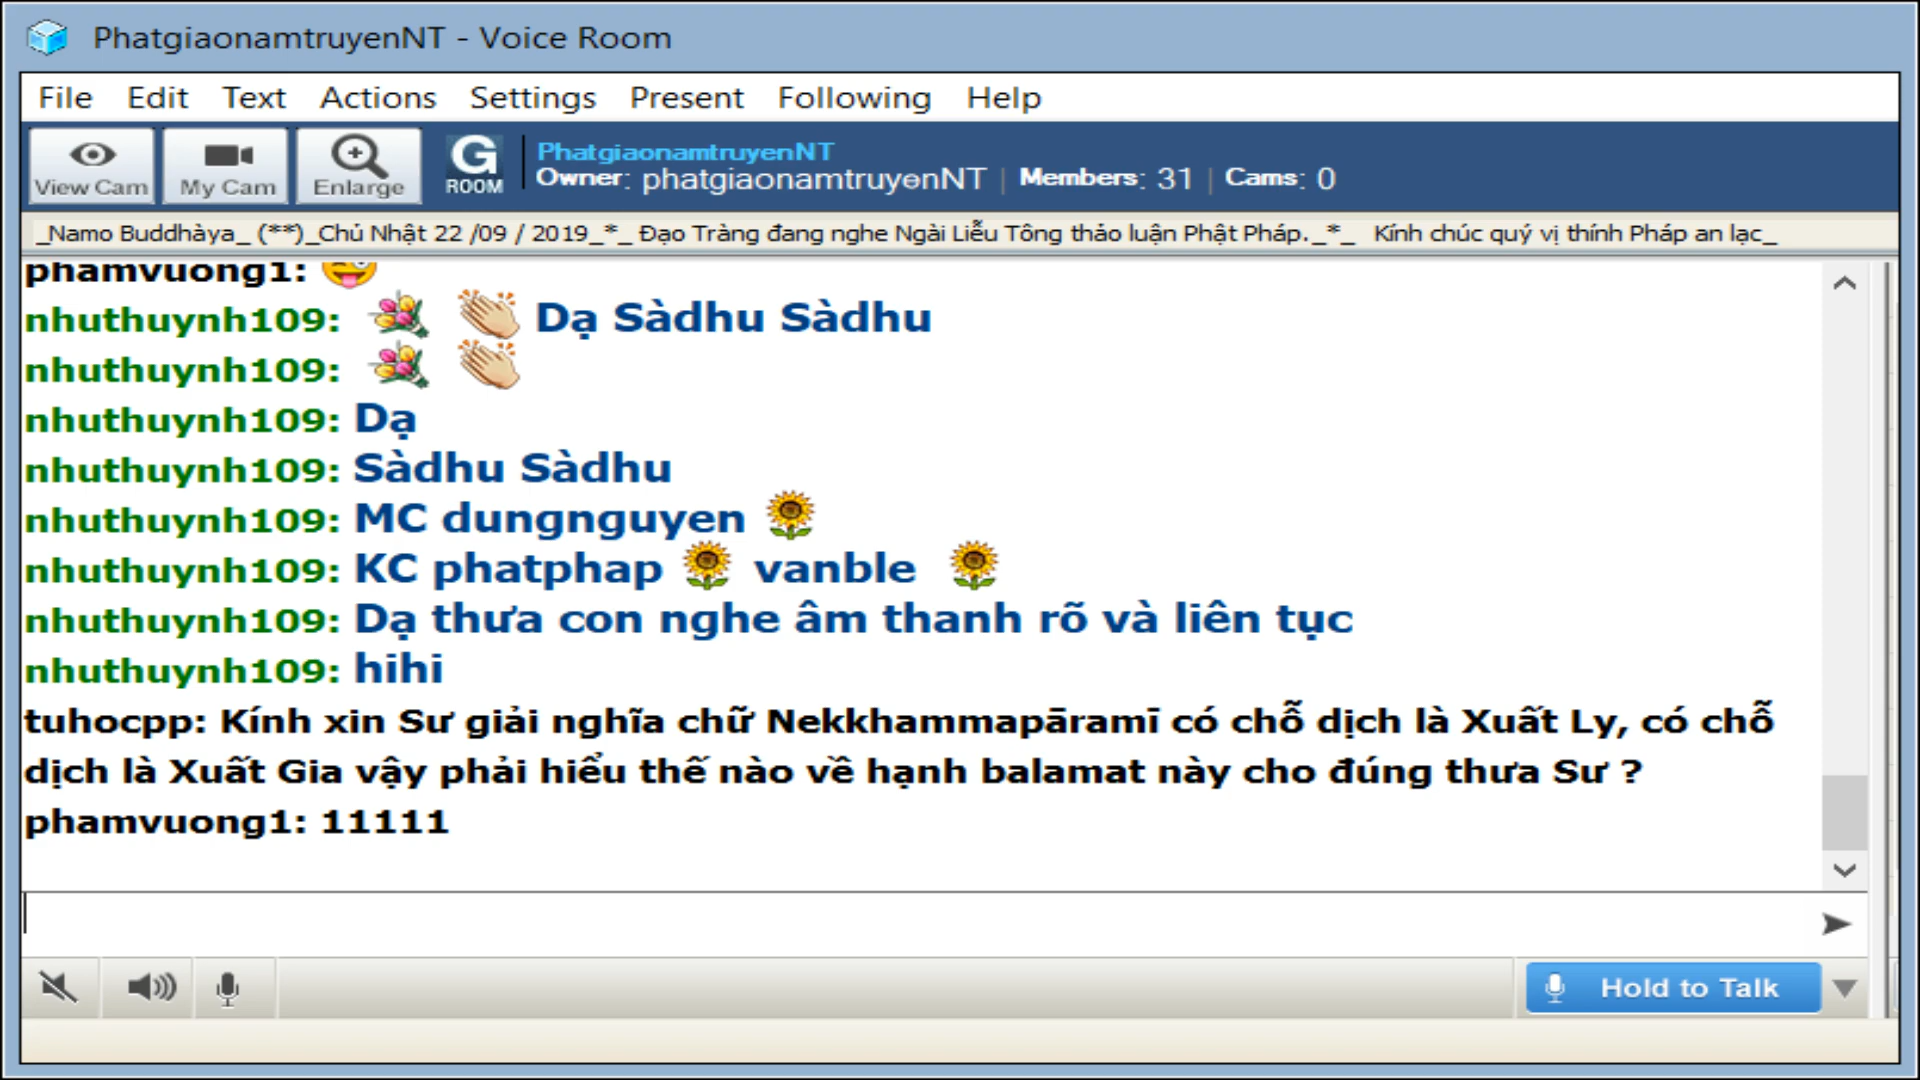 PhatgiaonamtruyenNT - Voice Room
File Edit Text Actions Settings Present Following Help
View Cam My Cam Enlarge G ROOM
PhatgiaonamtruyenNT
Owner: phatgiaonamtruyenNT | Members: 31 | Cams: 0
_Namo Buddhàya_ (**)_Chủ Nhật 22 /09 / 2019_*_ Đạo Tràng đang nghe Ngài Liễu Tông thảo luận Phật Pháp._*_ Kính chúc quý vị thính Pháp an lạc_
phamvuong1:
nhuthuynh109: Dạ Sàdhu Sàdhu
nhuthuynh109:
nhuthuynh109: Dạ
nhuthuynh109: Sàdhu Sàdhu
nhuthuynh109: MC dungnguyen
nhuthuynh109: KC phatphap vanble
nhuthuynh109: Dạ thưa con nghe âm thanh rõ và liên tục
nhuthuynh109: hihi
tuhocpp: Kính xin Sư giải nghĩa chữ Nekkhammapāramī có chỗ dịch là Xuất Ly, có chỗ
dịch là Xuất Gia vậy phải hiểu thế nào về hạnh balamat này cho đúng thưa Sư ?
phamvuong1: 11111
Hold to Talk